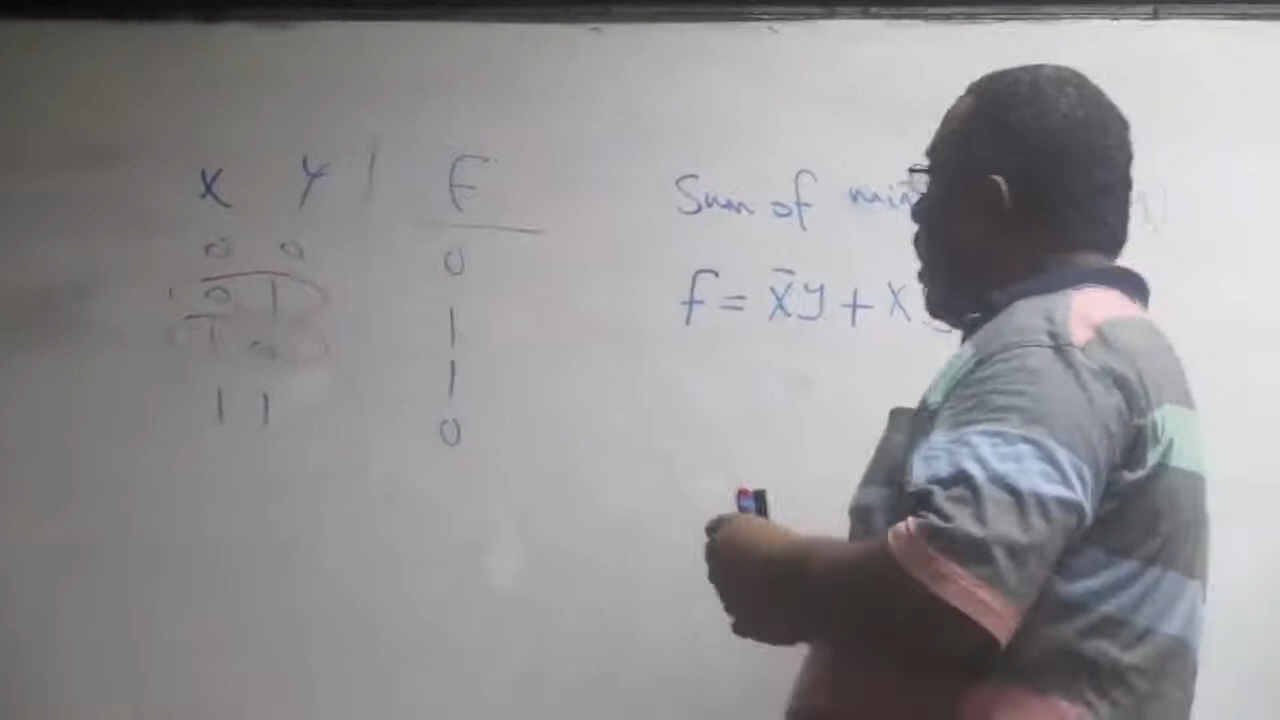 X Y | F
0 0 0
0 1 1
1 0 1
1 1 0
Sum of
f = x̄y + x